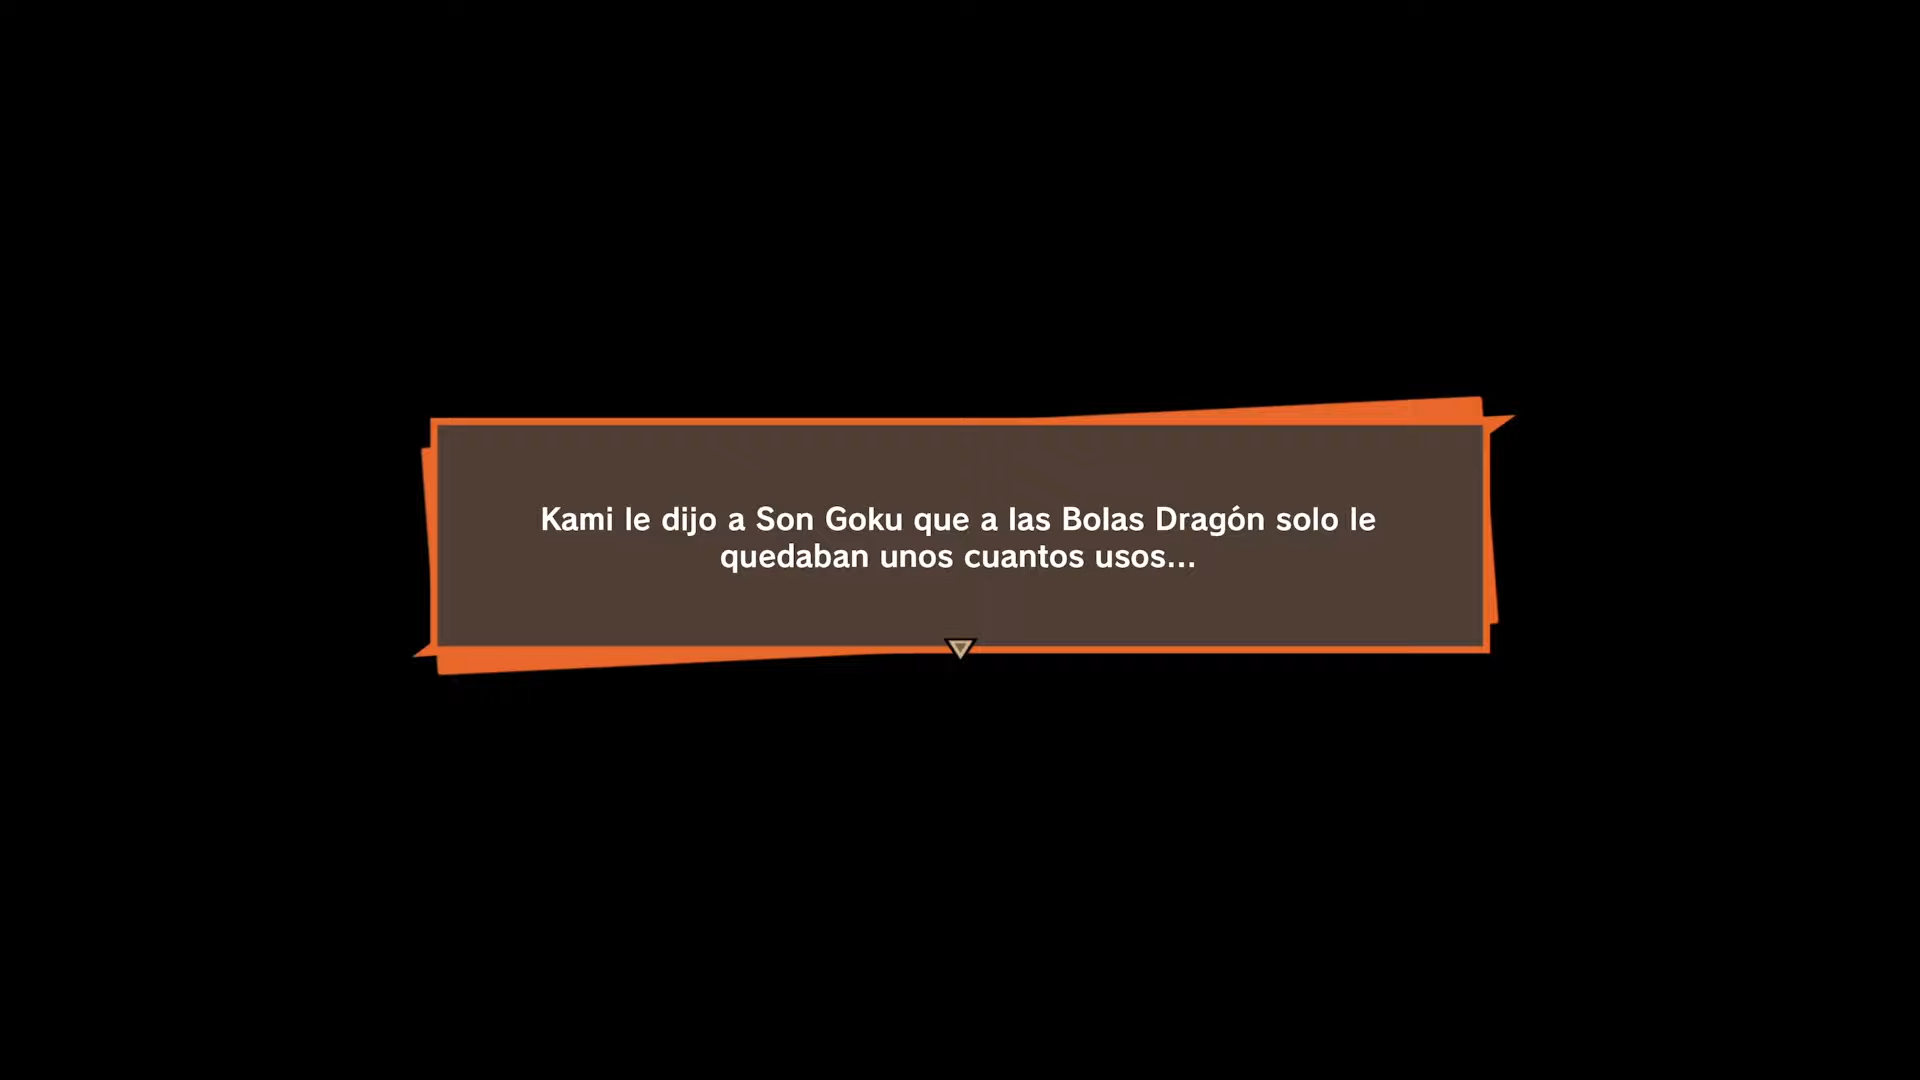 Kami le dijo a Son Goku que a las Bolas Dragón solo le
quedaban unos cuantos usos...